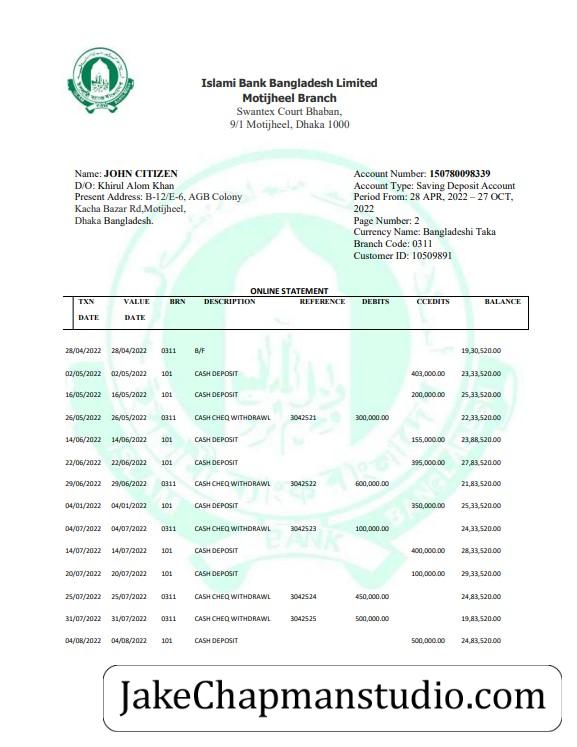 Islami Bank Bangladesh Limited
Motijheel Branch
Swantex Court Bhaban,
9/1 Motijheel, Dhaka 1000
Name: JOHN CITIZEN
D/O: Khirul Alom Khan
Present Address: B-12/E-6, AGB Colony
Kacha Bazar Rd,Motijheel,
Dhaka Bangladesh.
Account Number: 150780098339
Account Type: Saving Deposit Account
Period From: 28 APR, 2022 – 27 OCT,
2022
Page Number: 2
Currency Name: Bangladeshi Taka
Branch Code: 0311
Customer ID: 10509891
ONLINE STATEMENT
TXN DATE VALUE DATE BRN DESCRIPTION REFERENCE DEBITS CCEDITS BALANCE
28/04/2022 28/04/2022 0311 B/F 19,30,520.00
02/05/2022 02/05/2022 101 CASH DEPOSIT 403,000.00 23,33,520.00
16/05/2022 16/05/2022 101 CASH DEPOSIT 200,000.00 25,33,520.00
26/05/2022 26/05/2022 0311 CASH CHEQ WITHDRAWL 3042521 300,000.00 22,33,520.00
14/06/2022 14/06/2022 101 CASH DEPOSIT 155,000.00 23,88,520.00
22/06/2022 22/06/2022 101 CASH DEPOSIT 395,000.00 27,83,520.00
29/06/2022 29/06/2022 0311 CASH CHEQ WITHDRAWL 3042522 600,000.00 21,83,520.00
04/01/2022 04/01/2022 101 CASH DEPOSIT 350,000.00 25,33,520.00
04/07/2022 04/07/2022 0311 CASH CHEQ WITHDRAWL 3042523 100,000.00 24,33,520.00
14/07/2022 14/07/2022 101 CASH DEPOSIT 400,000.00 28,33,520.00
20/07/2022 20/07/2022 101 CASH DEPOSIT 100,000.00 29,33,520.00
25/07/2022 25/07/2022 0311 CASH CHEQ WITHDRAWL 3042524 450,000.00 24,83,520.00
31/07/2022 31/07/2022 0311 CASH CHEQ WITHDRAWL 3042525 500,000.00 19,83,520.00
04/08/2022 04/08/2022 101 CASH DEPOSIT 500,000.00 24,83,520.00
JakeChapmanstudio.com